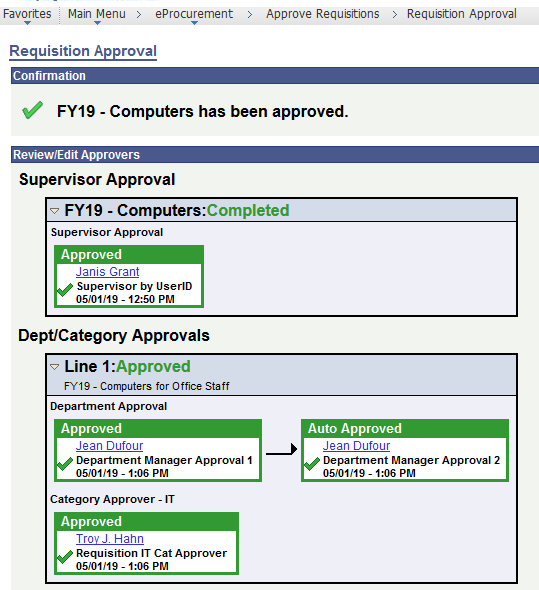 Favorites Main Menu > eProcurement > Approve Requisitions > Requisition Approval
Requisition Approval
Confirmation
FY19 - Computers has been approved.
Review/Edit Approvers
Supervisor Approval
FY19 - Computers:Completed
Supervisor Approval
Approved
Janis Grant
Supervisor by UserID
05/01/19 - 12:50 PM
Dept/Category Approvals
Line 1:Approved
FY19 - Computers for Office Staff
Department Approval
Approved
Jean Dufour
Department Manager Approval 1
05/01/19 - 1:06 PM
Auto Approved
Jean Dufour
Department Manager Approval 2
05/01/19 - 1:06 PM
Category Approver - IT
Approved
Troy J. Hahn
Requisition IT Cat Approver
05/01/19 - 1:06 PM